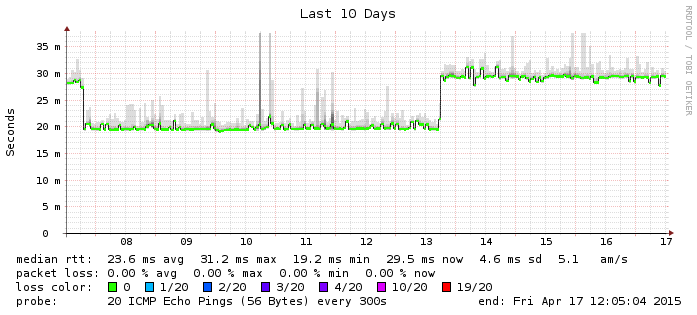 Last 10 Days
RRDTOOL / TOBI OETIKER
Seconds
35 m
30 m
25 m
20 m
15 m
10 m
5 m
0
08 09 10 11 12 13 14 15 16 17
median rtt: 23.6 ms avg 31.2 ms max 19.2 ms min 29.5 ms now 4.6 ms sd 5.1 am/s
packet loss: 0.00 % avg 0.00 % max 0.00 % min 0.00 % now
loss color: 0 1/20 2/20 3/20 4/20 10/20 19/20
probe: 20 ICMP Echo Pings (56 Bytes) every 300s end: Fri Apr 17 12:05:04 2015